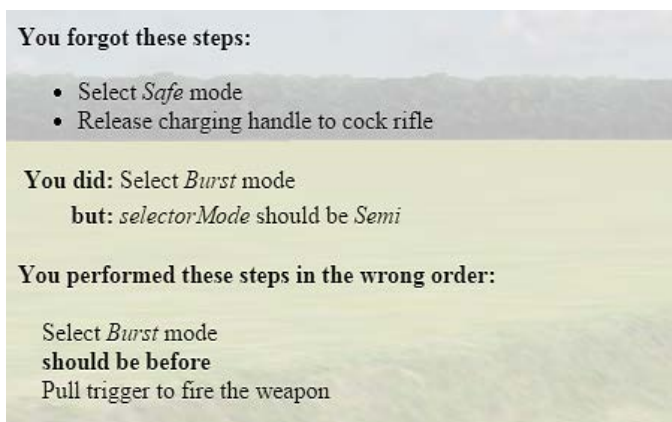 You forgot these steps:
• Select Safe mode
• Release charging handle to cock rifle
You did: Select Burst mode
but: selectorMode should be Semi
You performed these steps in the wrong order:
Select Burst mode
should be before
Pull trigger to fire the weapon